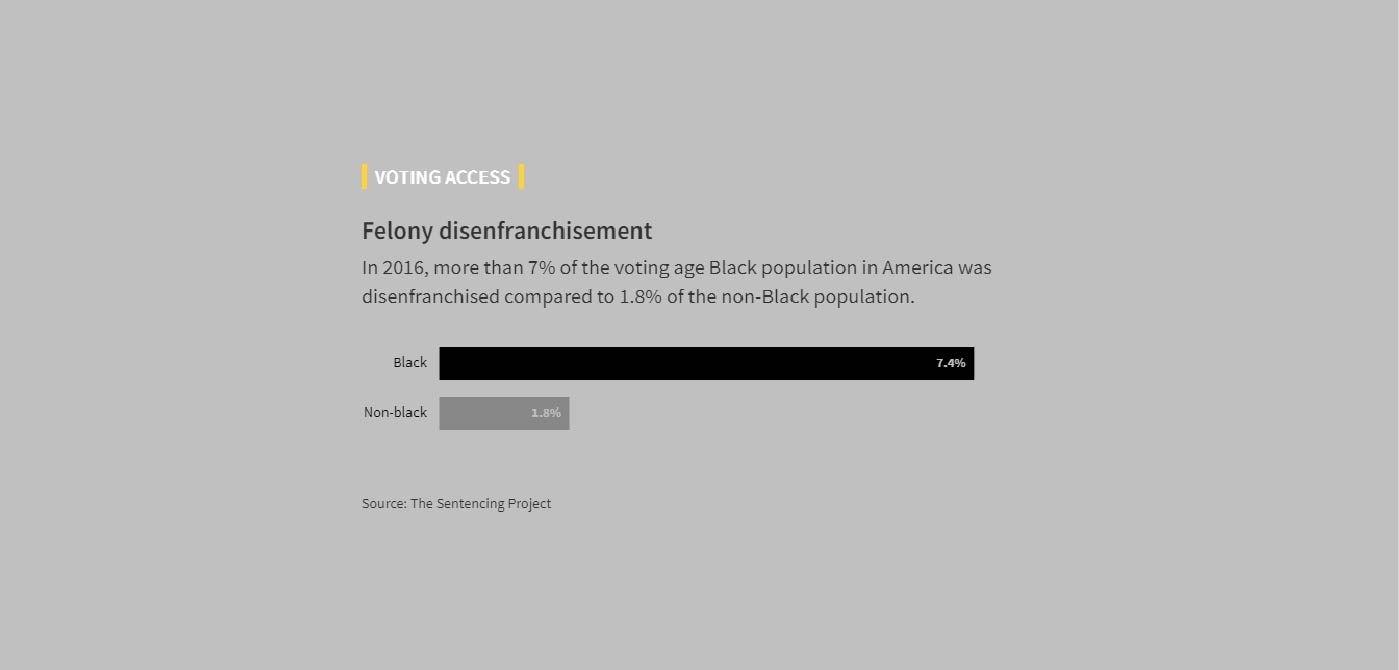 VOTING ACCESS
Felony disenfranchisement
In 2016, more than 7% of the voting age Black population in America was
disenfranchised compared to 1.8% of the non-Black population.
Black 7.4%
Non-black 1.8%
Source: The Sentencing Project